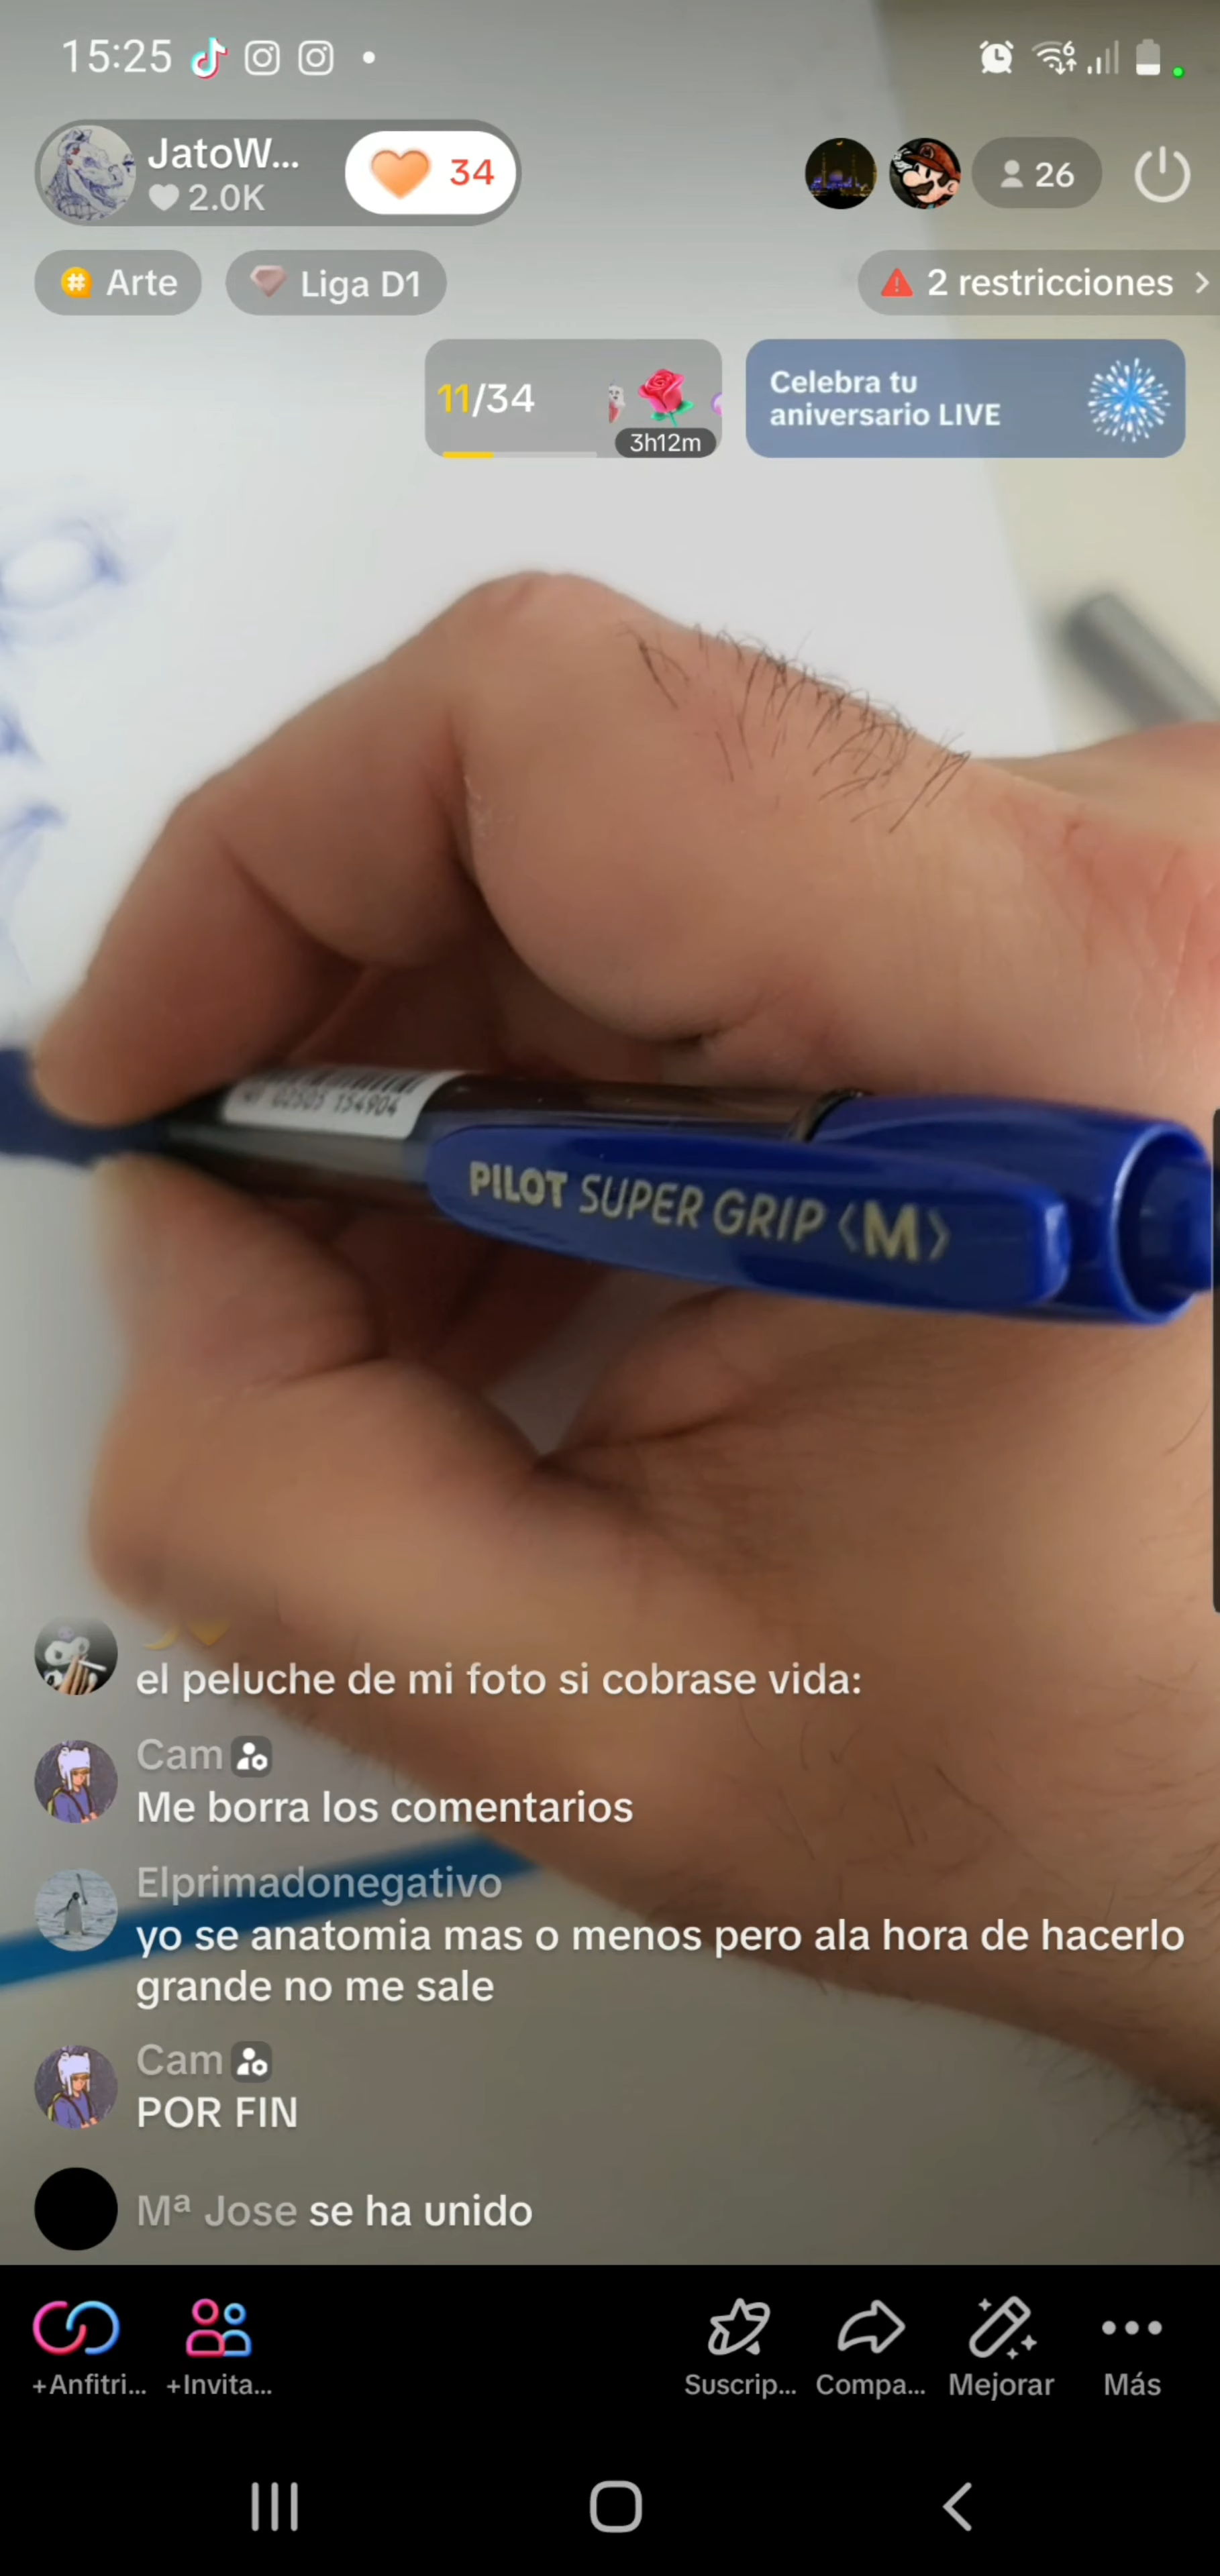 15:25
JatoW...
2.0K
34
26
Arte
Liga D1
2 restricciones
11/34
3h12m
Celebra tu
aniversario LIVE
154904
PILOT SUPER GRIP <M>
el peluche de mi foto si cobrase vida:
Cam
Me borra los comentarios
Elprimadonegativo
yo se anatomia mas o menos pero ala hora de hacerlo
grande no me sale
Cam
POR FIN
Mª Jose se ha unido
+Anfitri...
+Invita...
Suscrip...
Compa...
Mejorar
Más